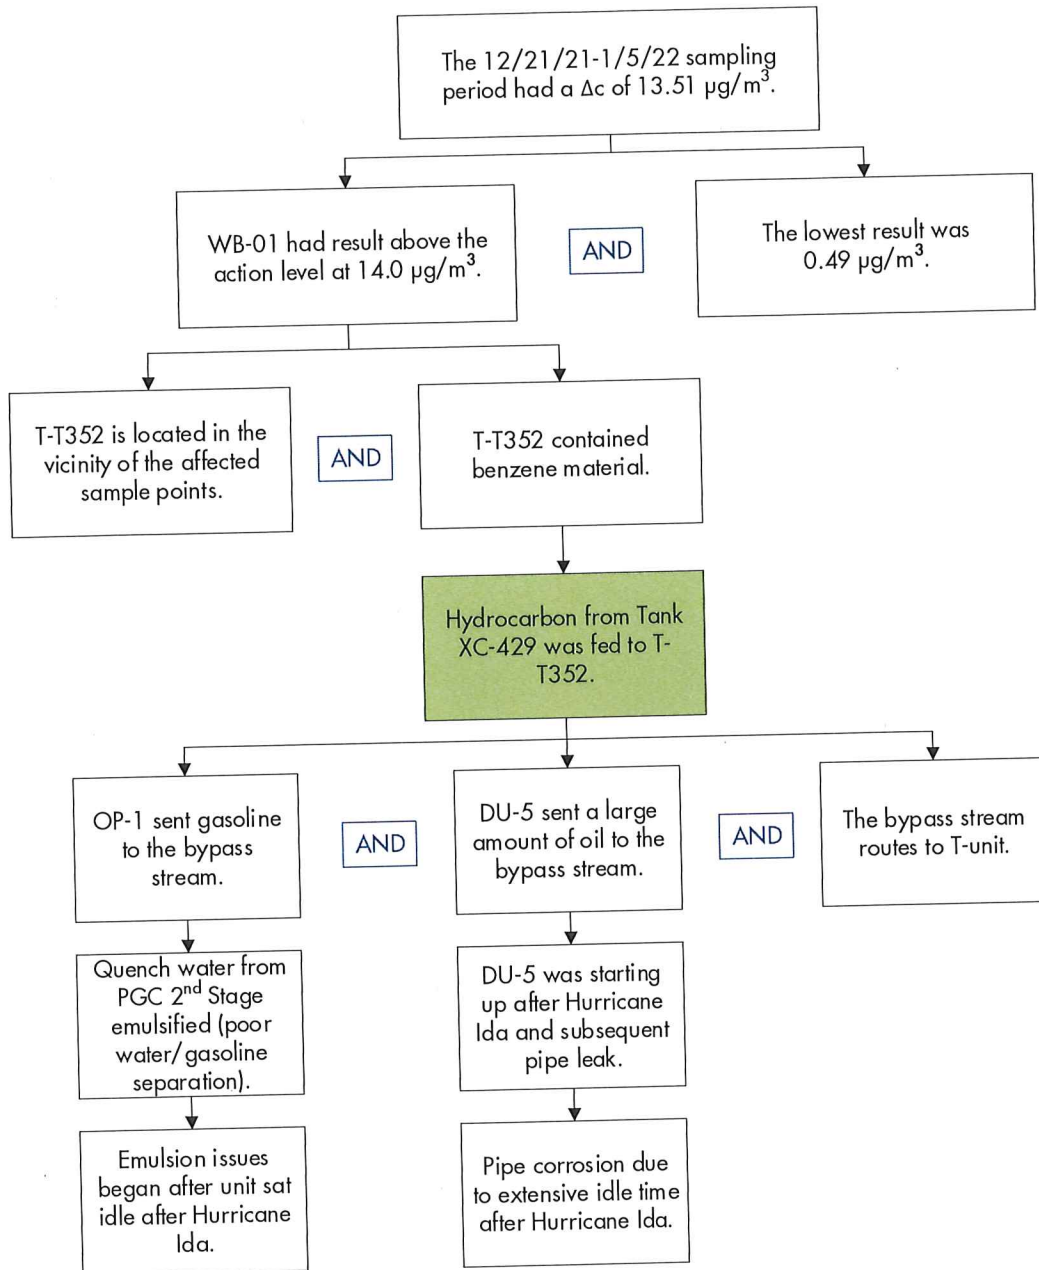 The 12/21/21-1/5/22 sampling
period had a Δc of 13.51 µg/m³.
WB-01 had result above the
action level at 14.0 µg/m³.
AND
The lowest result was
0.49 µg/m³.
T-T352 is located in the
vicinity of the affected
sample points.
AND
T-T352 contained
benzene material.
Hydrocarbon from Tank
XC-429 was fed to T-
T352.
OP-1 sent gasoline
to the bypass
stream.
AND
DU-5 sent a large
amount of oil to the
bypass stream.
AND
The bypass stream
routes to T-unit.
Quench water from
PGC 2nd Stage
emulsified (poor
water/gasoline
separation).
DU-5 was starting
up after Hurricane
Ida and subsequent
pipe leak.
Emulsion issues
began after unit sat
idle after Hurricane
Ida.
Pipe corrosion due
to extensive idle time
after Hurricane Ida.